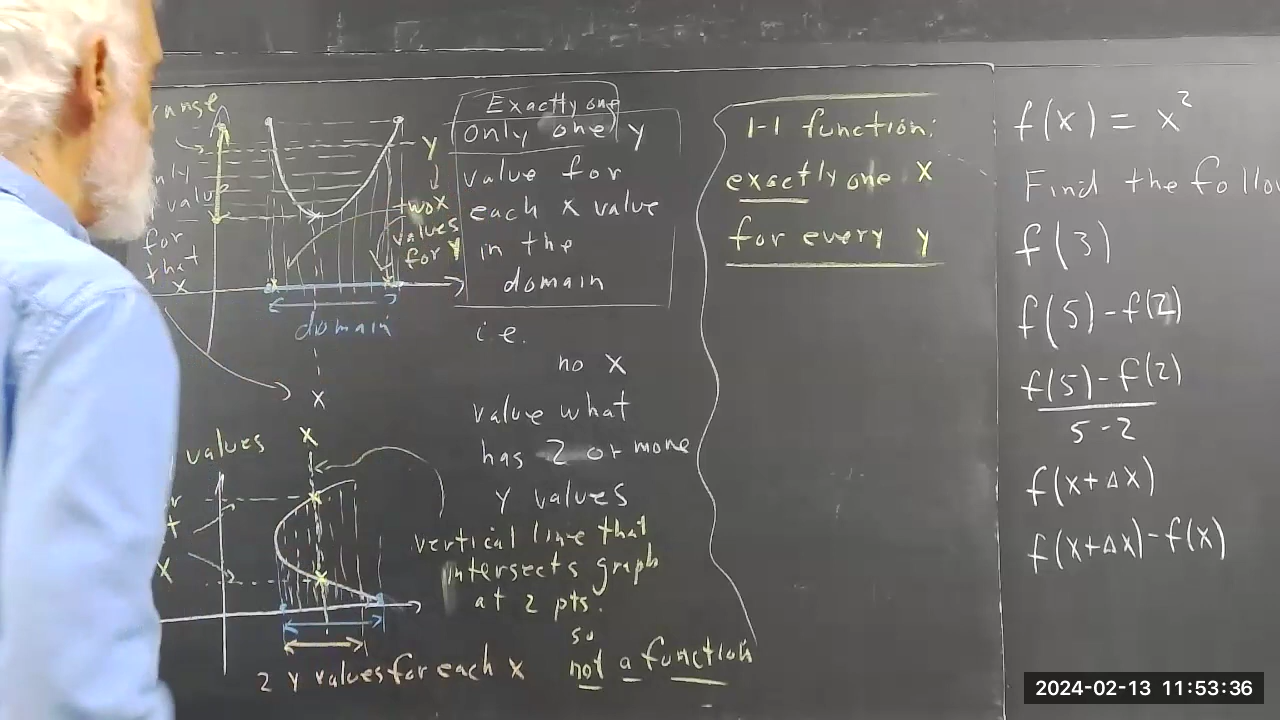 range
only
value
for
that
x
y
two x
values
for y
domain
x
Exactly one
only one y
value for
each x value
in the
domain
i.e.
no x
value what
has 2 or more
y values
values
x
x
vertical line that
intersects graph
at 2 pts.
so
not a function
2 y values for each x
1-1 function:
exactly one x
for every y
f(x) = x²
Find the follo
f(3)
f(5) - f(2)
f(5) - f(2)
5 - 2
f(x+Δx)
f(x+Δx) - f(x)
2024-02-13 11:53:36